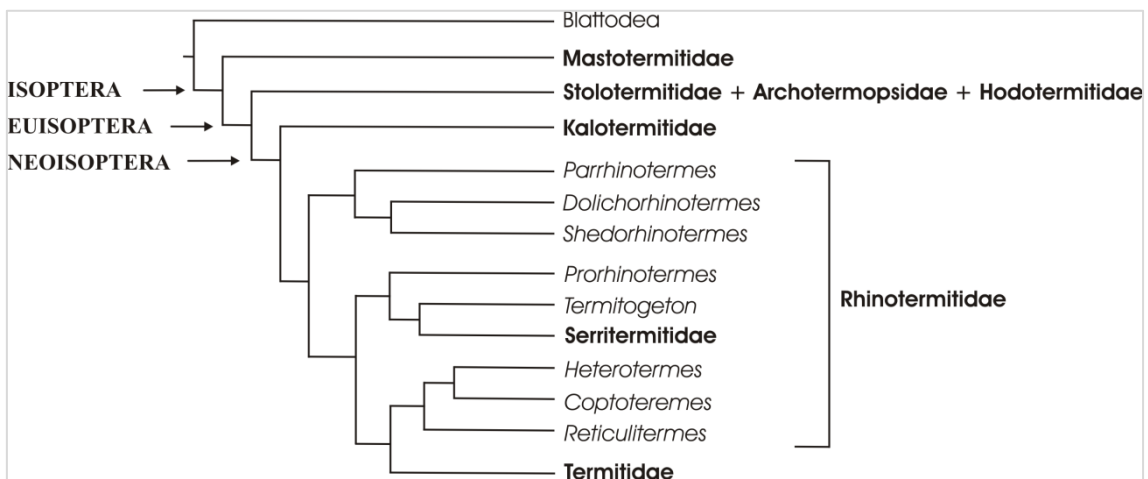 Blattodea
Mastotermitidae
ISOPTERA
Stolotermitidae + Archotermopsidae + Hodotermitidae
EUISOPTERA
Kalotermitidae
NEOISOPTERA
Parrhinotermes
Dolichorhinotermes
Shedorhinotermes
Prorhinotermes
Rhinotermitidae
Termitogeton
Serritermitidae
Heterotermes
Coptoteremes
Reticulitermes
Termitidae